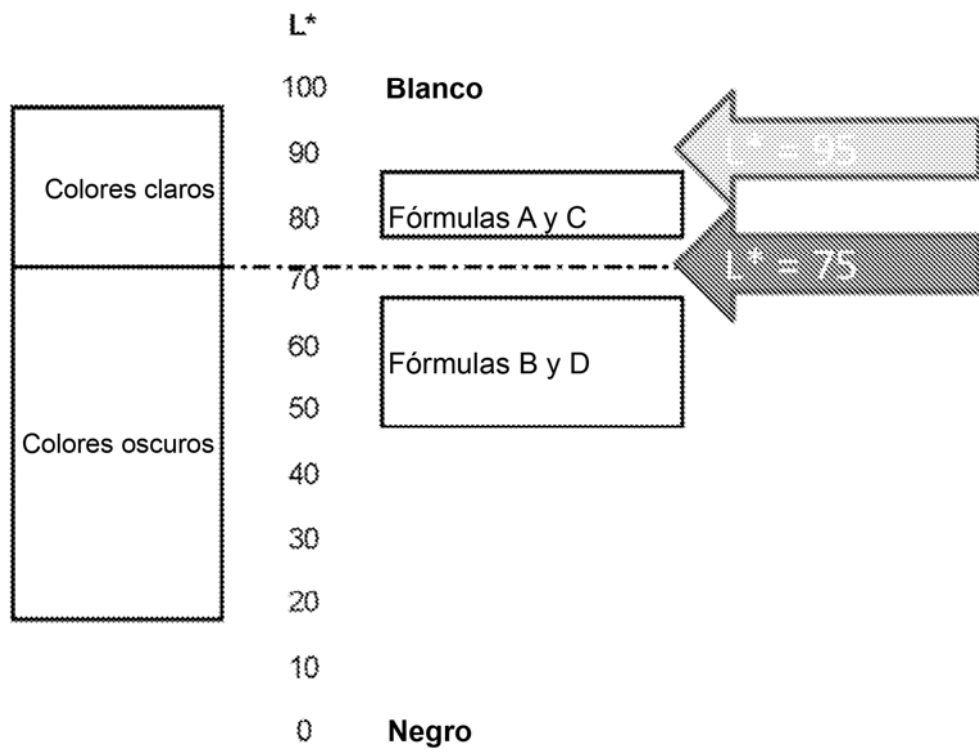 L*
100 Blanco
90
L* = 95
Colores claros
80 Fórmulas A y C
70
L* = 75
60
Fórmulas B y D
50
Colores oscuros
40
30
20
10
0 Negro